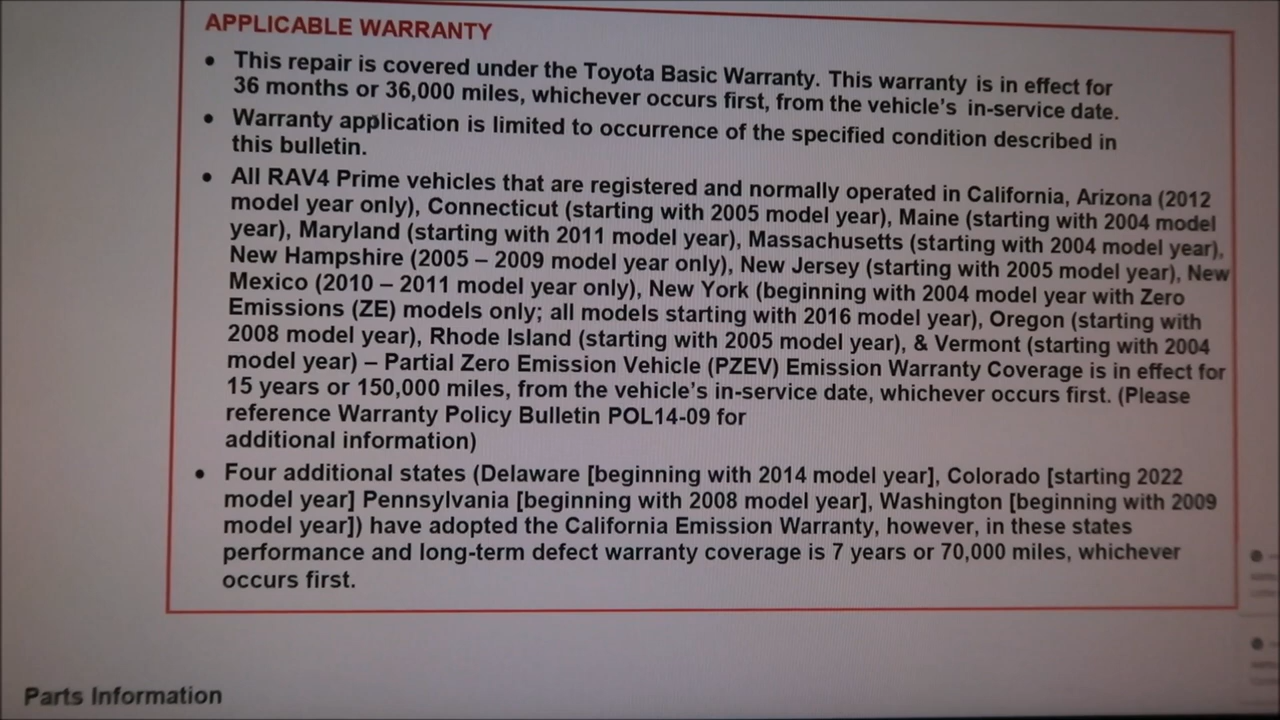 APPLICABLE WARRANTY
• This repair is covered under the Toyota Basic Warranty. This warranty is in effect for
36 months or 36,000 miles, whichever occurs first, from the vehicle's in-service date.
• Warranty application is limited to occurrence of the specified condition described in
this bulletin.
• All RAV4 Prime vehicles that are registered and normally operated in California, Arizona (2012
model year only), Connecticut (starting with 2005 model year), Maine (starting with 2004 model
year), Maryland (starting with 2011 model year), Massachusetts (starting with 2004 model year),
New Hampshire (2005 – 2009 model year only), New Jersey (starting with 2005 model year), New
Mexico (2010 – 2011 model year only), New York (beginning with 2004 model year with Zero
Emissions (ZE) models only; all models starting with 2016 model year), Oregon (starting with
2008 model year), Rhode Island (starting with 2005 model year), & Vermont (starting with 2004
model year) – Partial Zero Emission Vehicle (PZEV) Emission Warranty Coverage is in effect for
15 years or 150,000 miles, from the vehicle's in-service date, whichever occurs first. (Please
reference Warranty Policy Bulletin POL14-09 for
additional information)
• Four additional states (Delaware [beginning with 2014 model year], Colorado [starting 2022
model year] Pennsylvania [beginning with 2008 model year], Washington [beginning with 2009
model year]) have adopted the California Emission Warranty, however, in these states
performance and long-term defect warranty coverage is 7 years or 70,000 miles, whichever
occurs first.
Parts Information